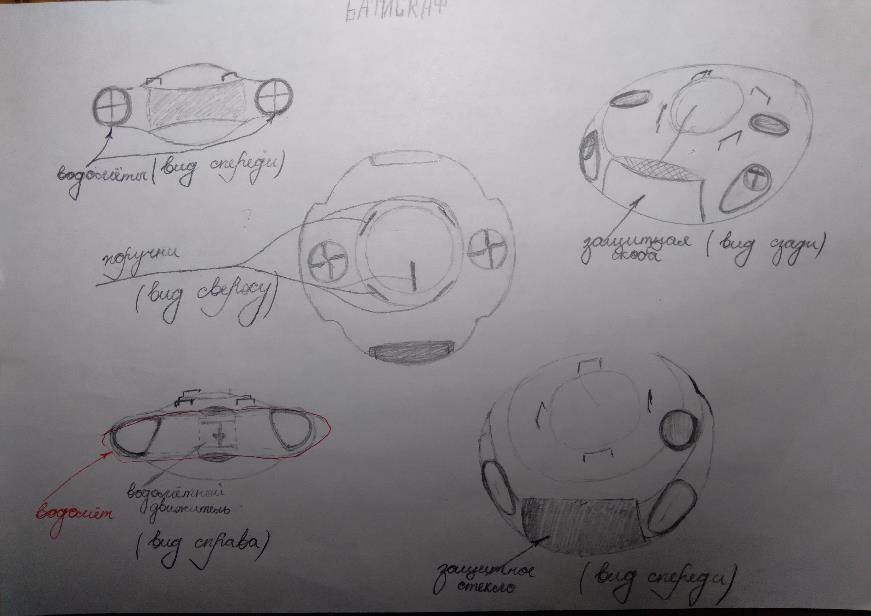 БАТИСКАФ
водомёты (вид спереди)
защитная
скоба
(вид сзади)
поручни
(вид сверху)
водомёт
водомётный
движитель
(вид справа)
защитное
стекло
(вид спереди)